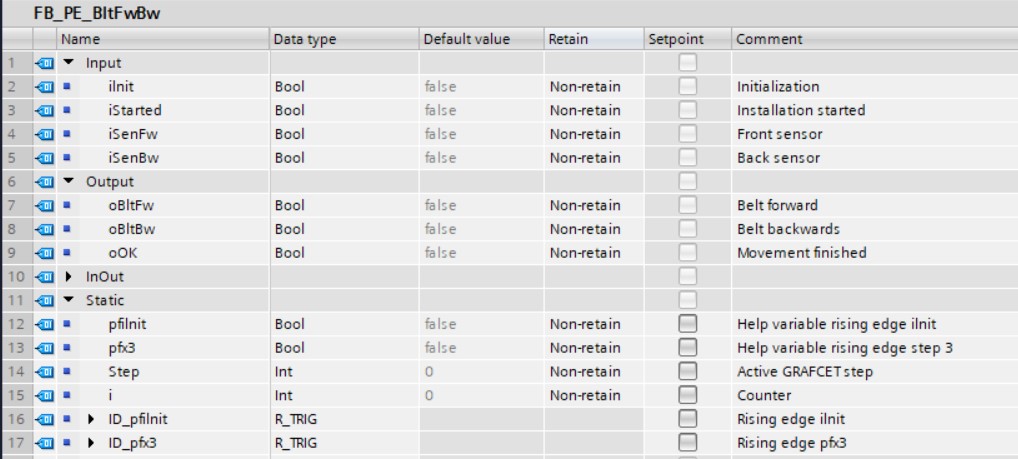 FB_PE_BltFwBw
Name Data type Default value Retain Setpoint Comment
1 Input
2 iInit Bool false Non-retain Initialization
3 iStarted Bool false Non-retain Installation started
4 iSenFw Bool false Non-retain Front sensor
5 iSenBw Bool false Non-retain Back sensor
6 Output
7 oBltFw Bool false Non-retain Belt forward
8 oBltBw Bool false Non-retain Belt backwards
9 oOK Bool false Non-retain Movement finished
10 InOut
11 Static
12 pfiInit Bool false Non-retain Help variable rising edge iInit
13 pfx3 Bool false Non-retain Help variable rising edge step 3
14 Step Int 0 Non-retain Active GRAFCET step
15 i Int 0 Non-retain Counter
16 ID_pfiInit R_TRIG Rising edge iInit
17 ID_pfx3 R_TRIG Rising edge pfx3